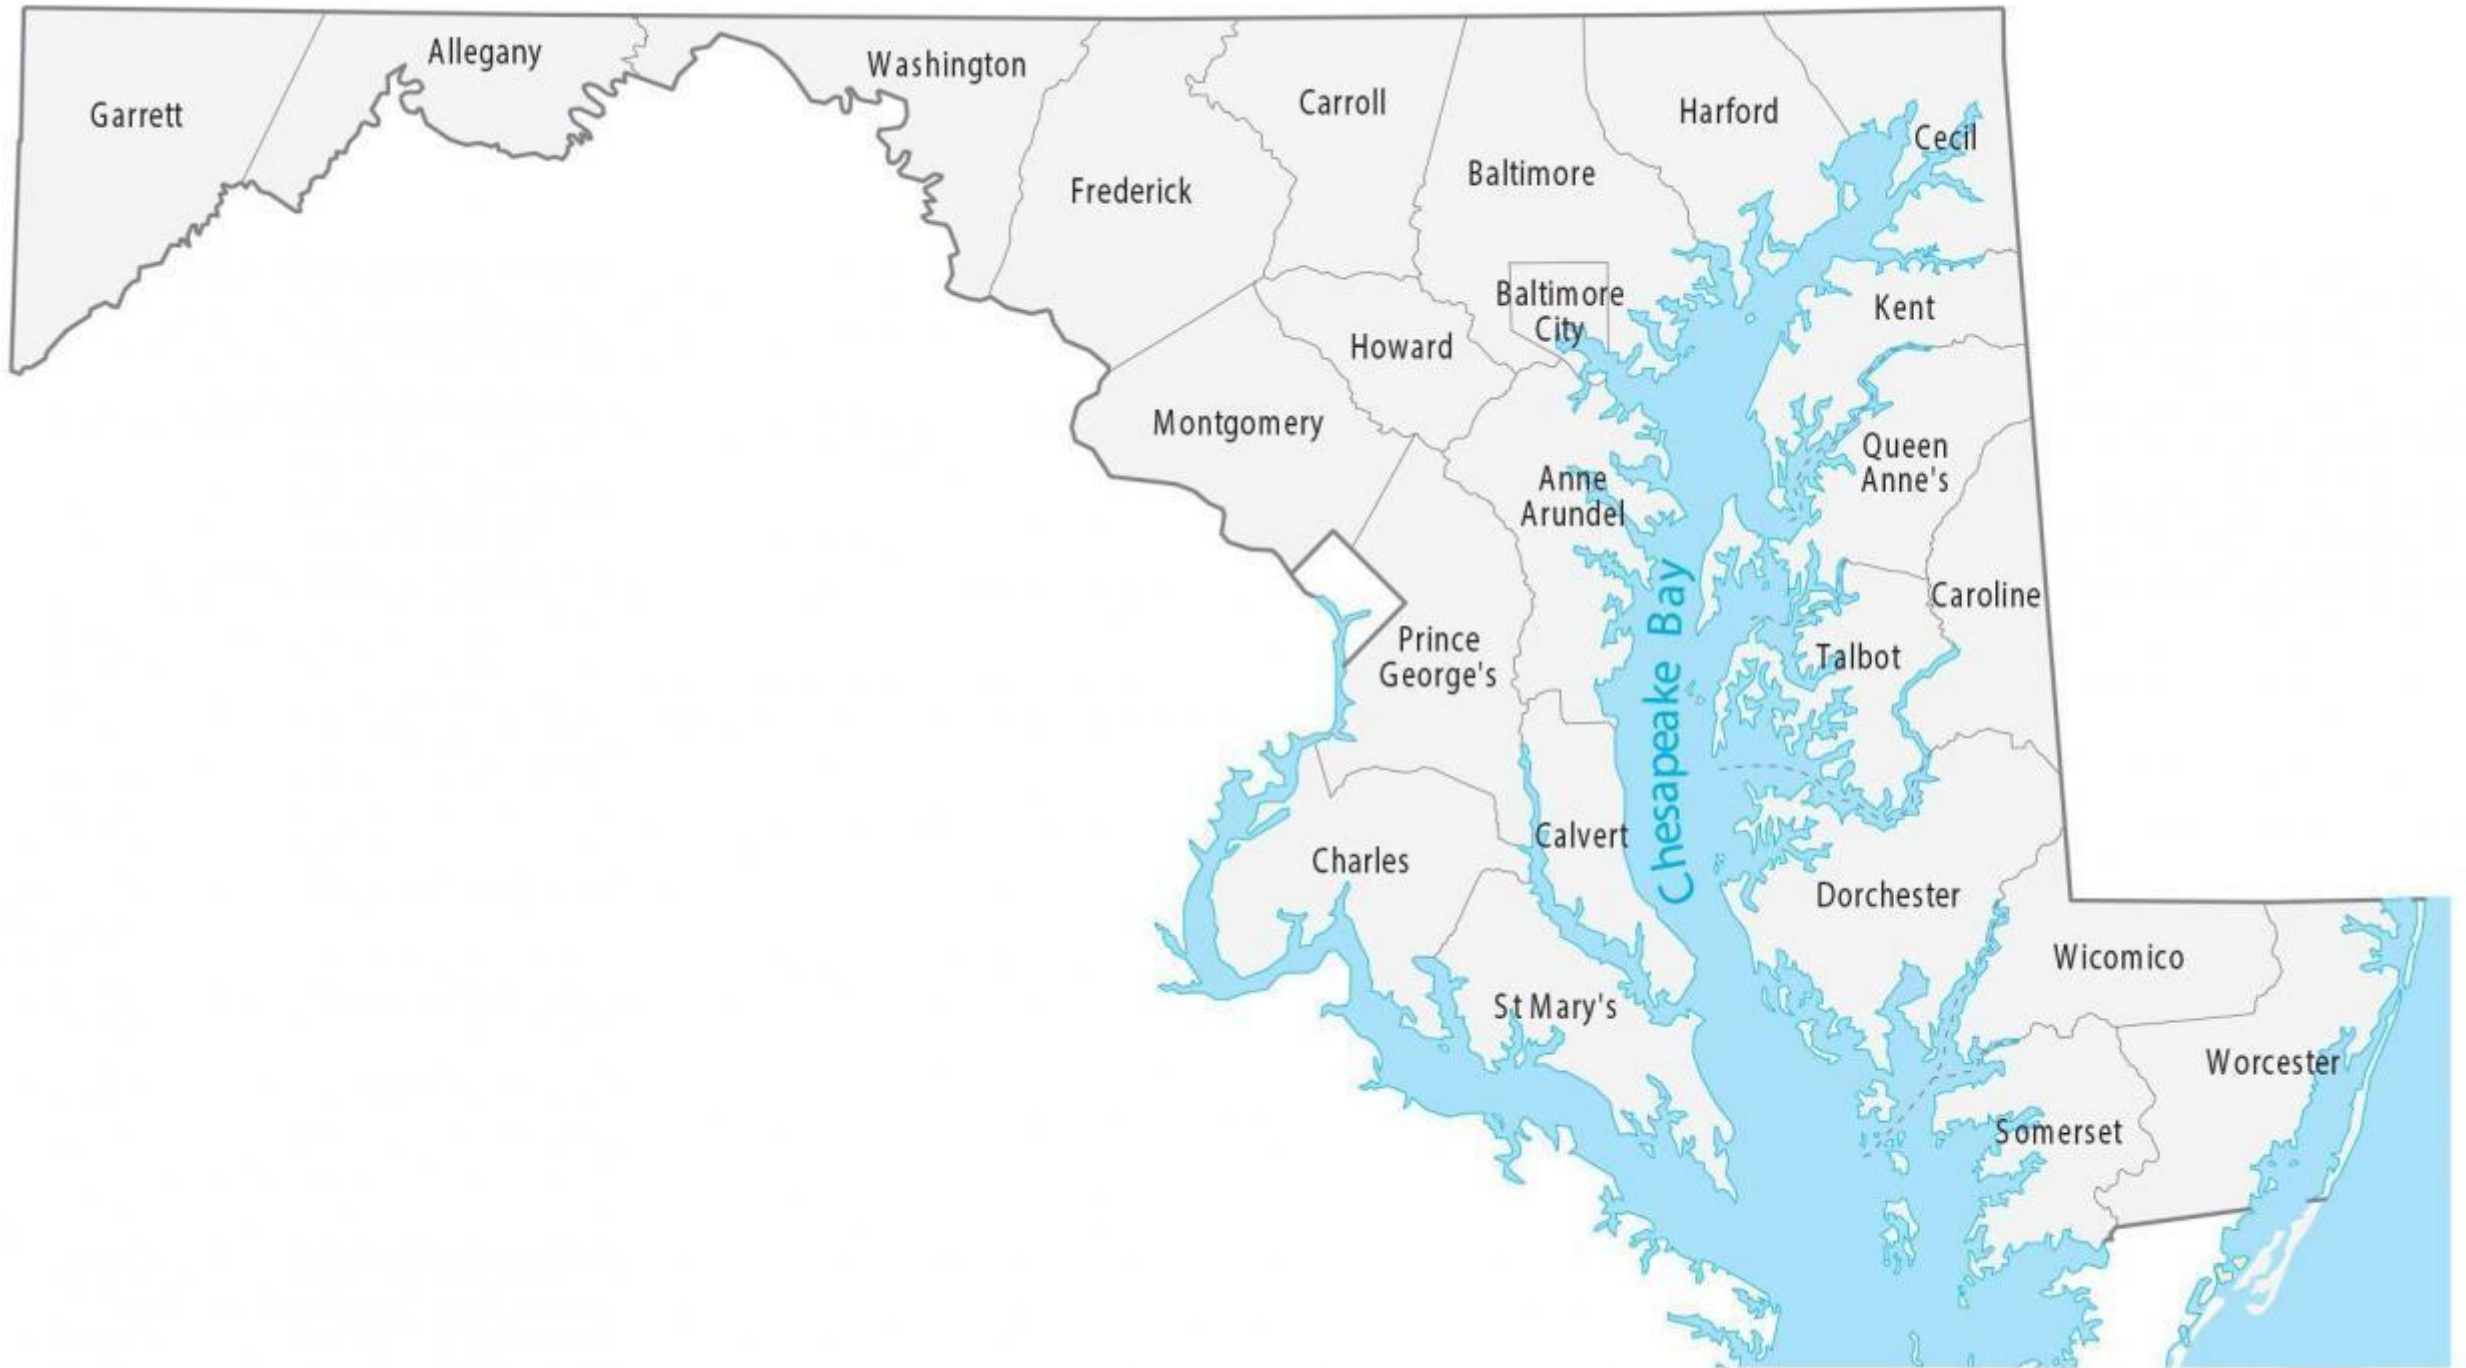 Allegany
Washington
Garrett
Carroll
Harford
Cecil
Baltimore
Frederick
Baltimore
City
Kent
Howard
Montgomery
Queen
Anne's
Anne
Arundel
Caroline
Prince
George's
Talbot
Chesapeake Bay
Calvert
Charles
Dorchester
Wicomico
St Mary's
Worcester
Somerset